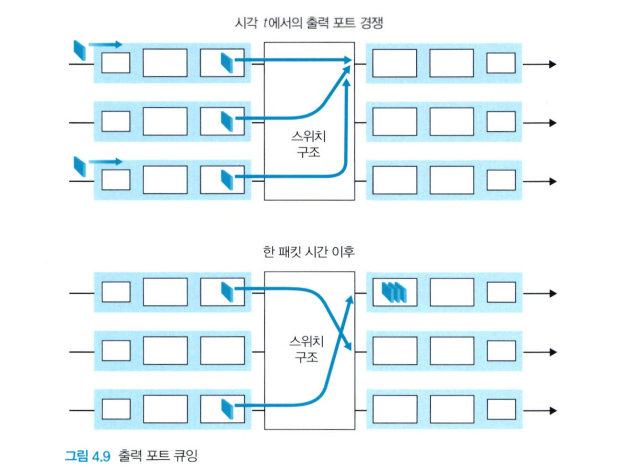 시각 t에서의 출력 포트 경쟁
스위치
구조
한 패킷 시간 이후
스위치
구조
그림 4.9 출력 포트 큐잉